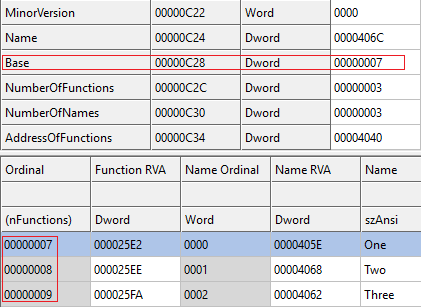 MinorVersion 00000C22 Word 0000
Name 00000C24 Dword 0000406C
Base 00000C28 Dword 00000007
NumberOfFunctions 00000C2C Dword 00000003
NumberOfNames 00000C30 Dword 00000003
AddressOfFunctions 00000C34 Dword 00004040
Ordinal Function RVA Name Ordinal Name RVA Name
(nFunctions) Dword Word Dword szAnsi
00000007 000025E2 0000 0000405E One
00000008 000025EE 0001 00004068 Two
00000009 000025FA 0002 00004062 Three